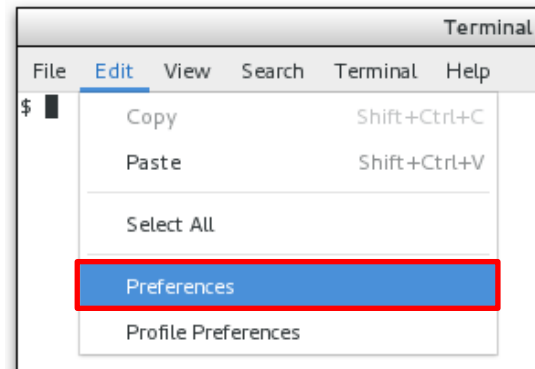 Terminal
File Edit View Search Terminal Help
$
Copy Shift+Ctrl+C
Paste Shift+Ctrl+V
Select All
Preferences
Profile Preferences